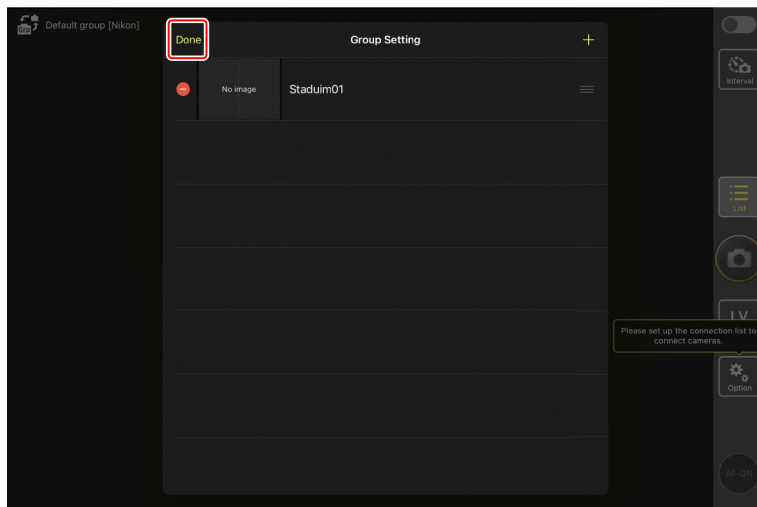 Grp
Default group [Nikon]
Done
Group Setting
+
No image
Staduim01
Interval
List
LV
Please set up the connection list to
connect cameras.
Option
AF-ON